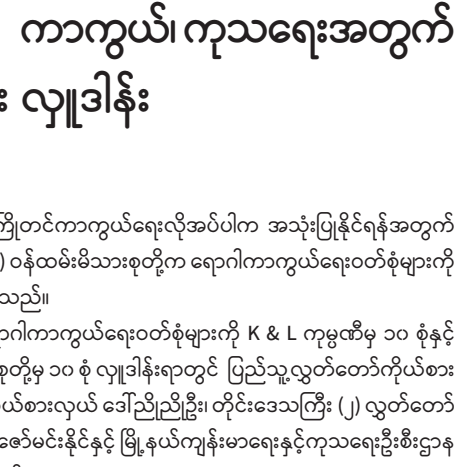 ကာကွယ်၊ ကုသရေးအတွက်
း လှူဒါန်း
ကြိုတင်ကာကွယ်ရေးလိုအပ်ပါက အသုံးပြုနိုင်ရန်အတွက်
) ဝန်ထမ်းမိသားစုတို့က ရောဂါကာကွယ်ရေးဝတ်စုံများကို
သည်။
ရောဂါကာကွယ်ရေးဝတ်စုံများကို K & L ကုမ္ပဏီမှ ၁၀ စုံနှင့်
စုတို့မှ ၁၀ စုံ လှူဒါန်းရာတွင် ပြည်သူ့လွှတ်တော်ကိုယ်စား
ယ်စားလှယ် ဒေါ်ညိုညိုဦး၊ တိုင်းဒေသကြီး (၂) လွှတ်တော်
ဇော်မင်းနိုင်နှင့် မြို့နယ်ကျန်းမာရေးနှင့်ကုသရေးဦးစီးဌာန